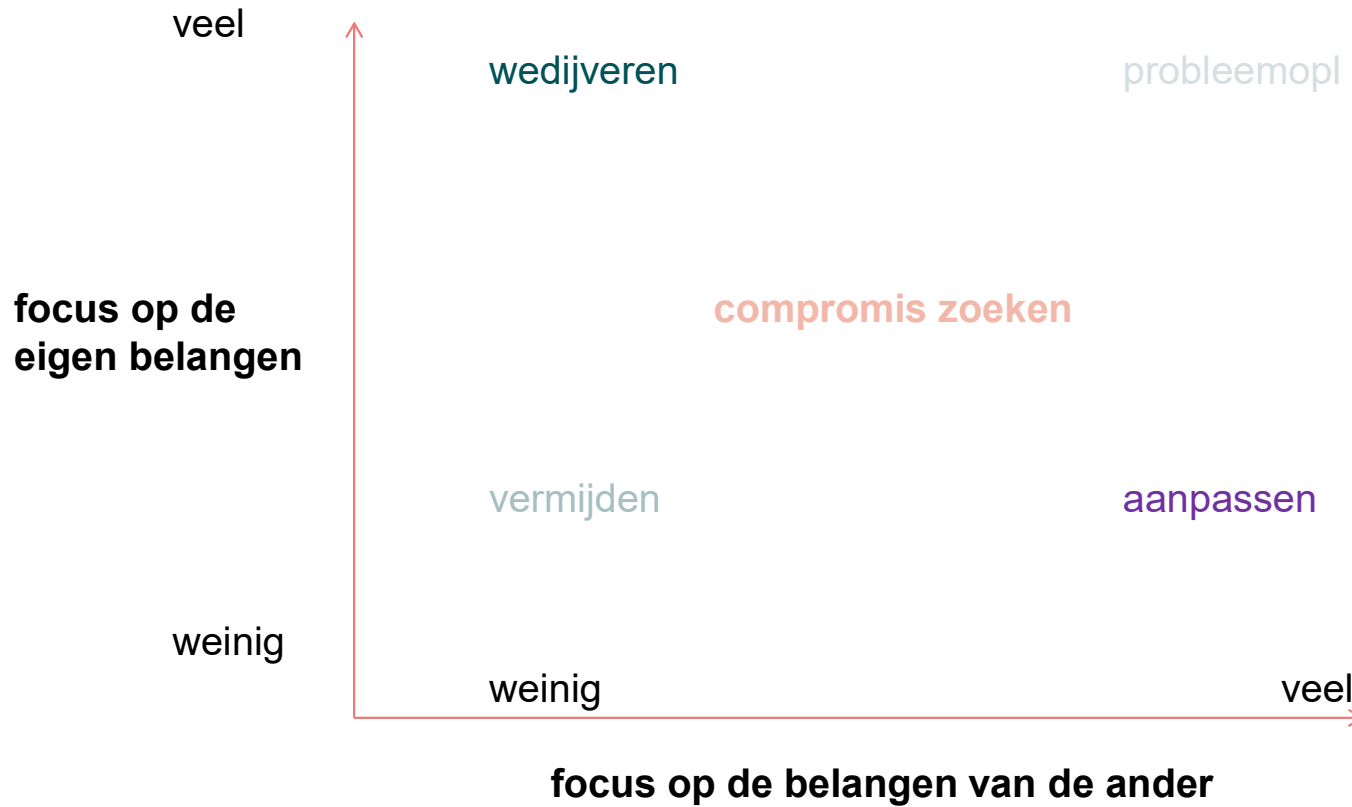 veel
wedijveren
probleemopl
focus op de
eigen belangen
compromis zoeken
vermijden
aanpassen
weinig
weinig
veel
focus op de belangen van de ander